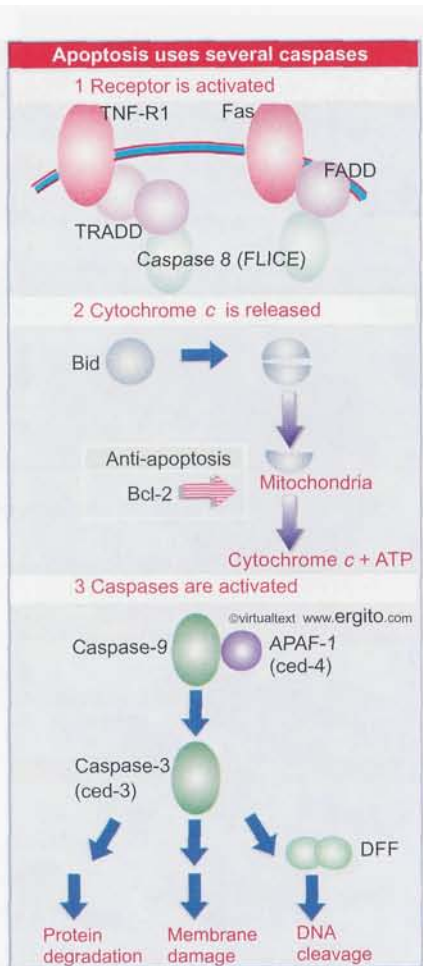 Apoptosis uses several caspases
1 Receptor is activated
TNF-R1
Fas
FADD
TRADD
Caspase 8 (FLICE)
2 Cytochrome c is released
Bid
Anti-apoptosis
Bcl-2
Mitochondria
Cytochrome c + ATP
3 Caspases are activated
©virtualtext www.ergito.com
Caspase-9
APAF-1
(ced-4)
Caspase-3
(ced-3)
DFF
Protein
degradation
Membrane
damage
DNA
cleavage